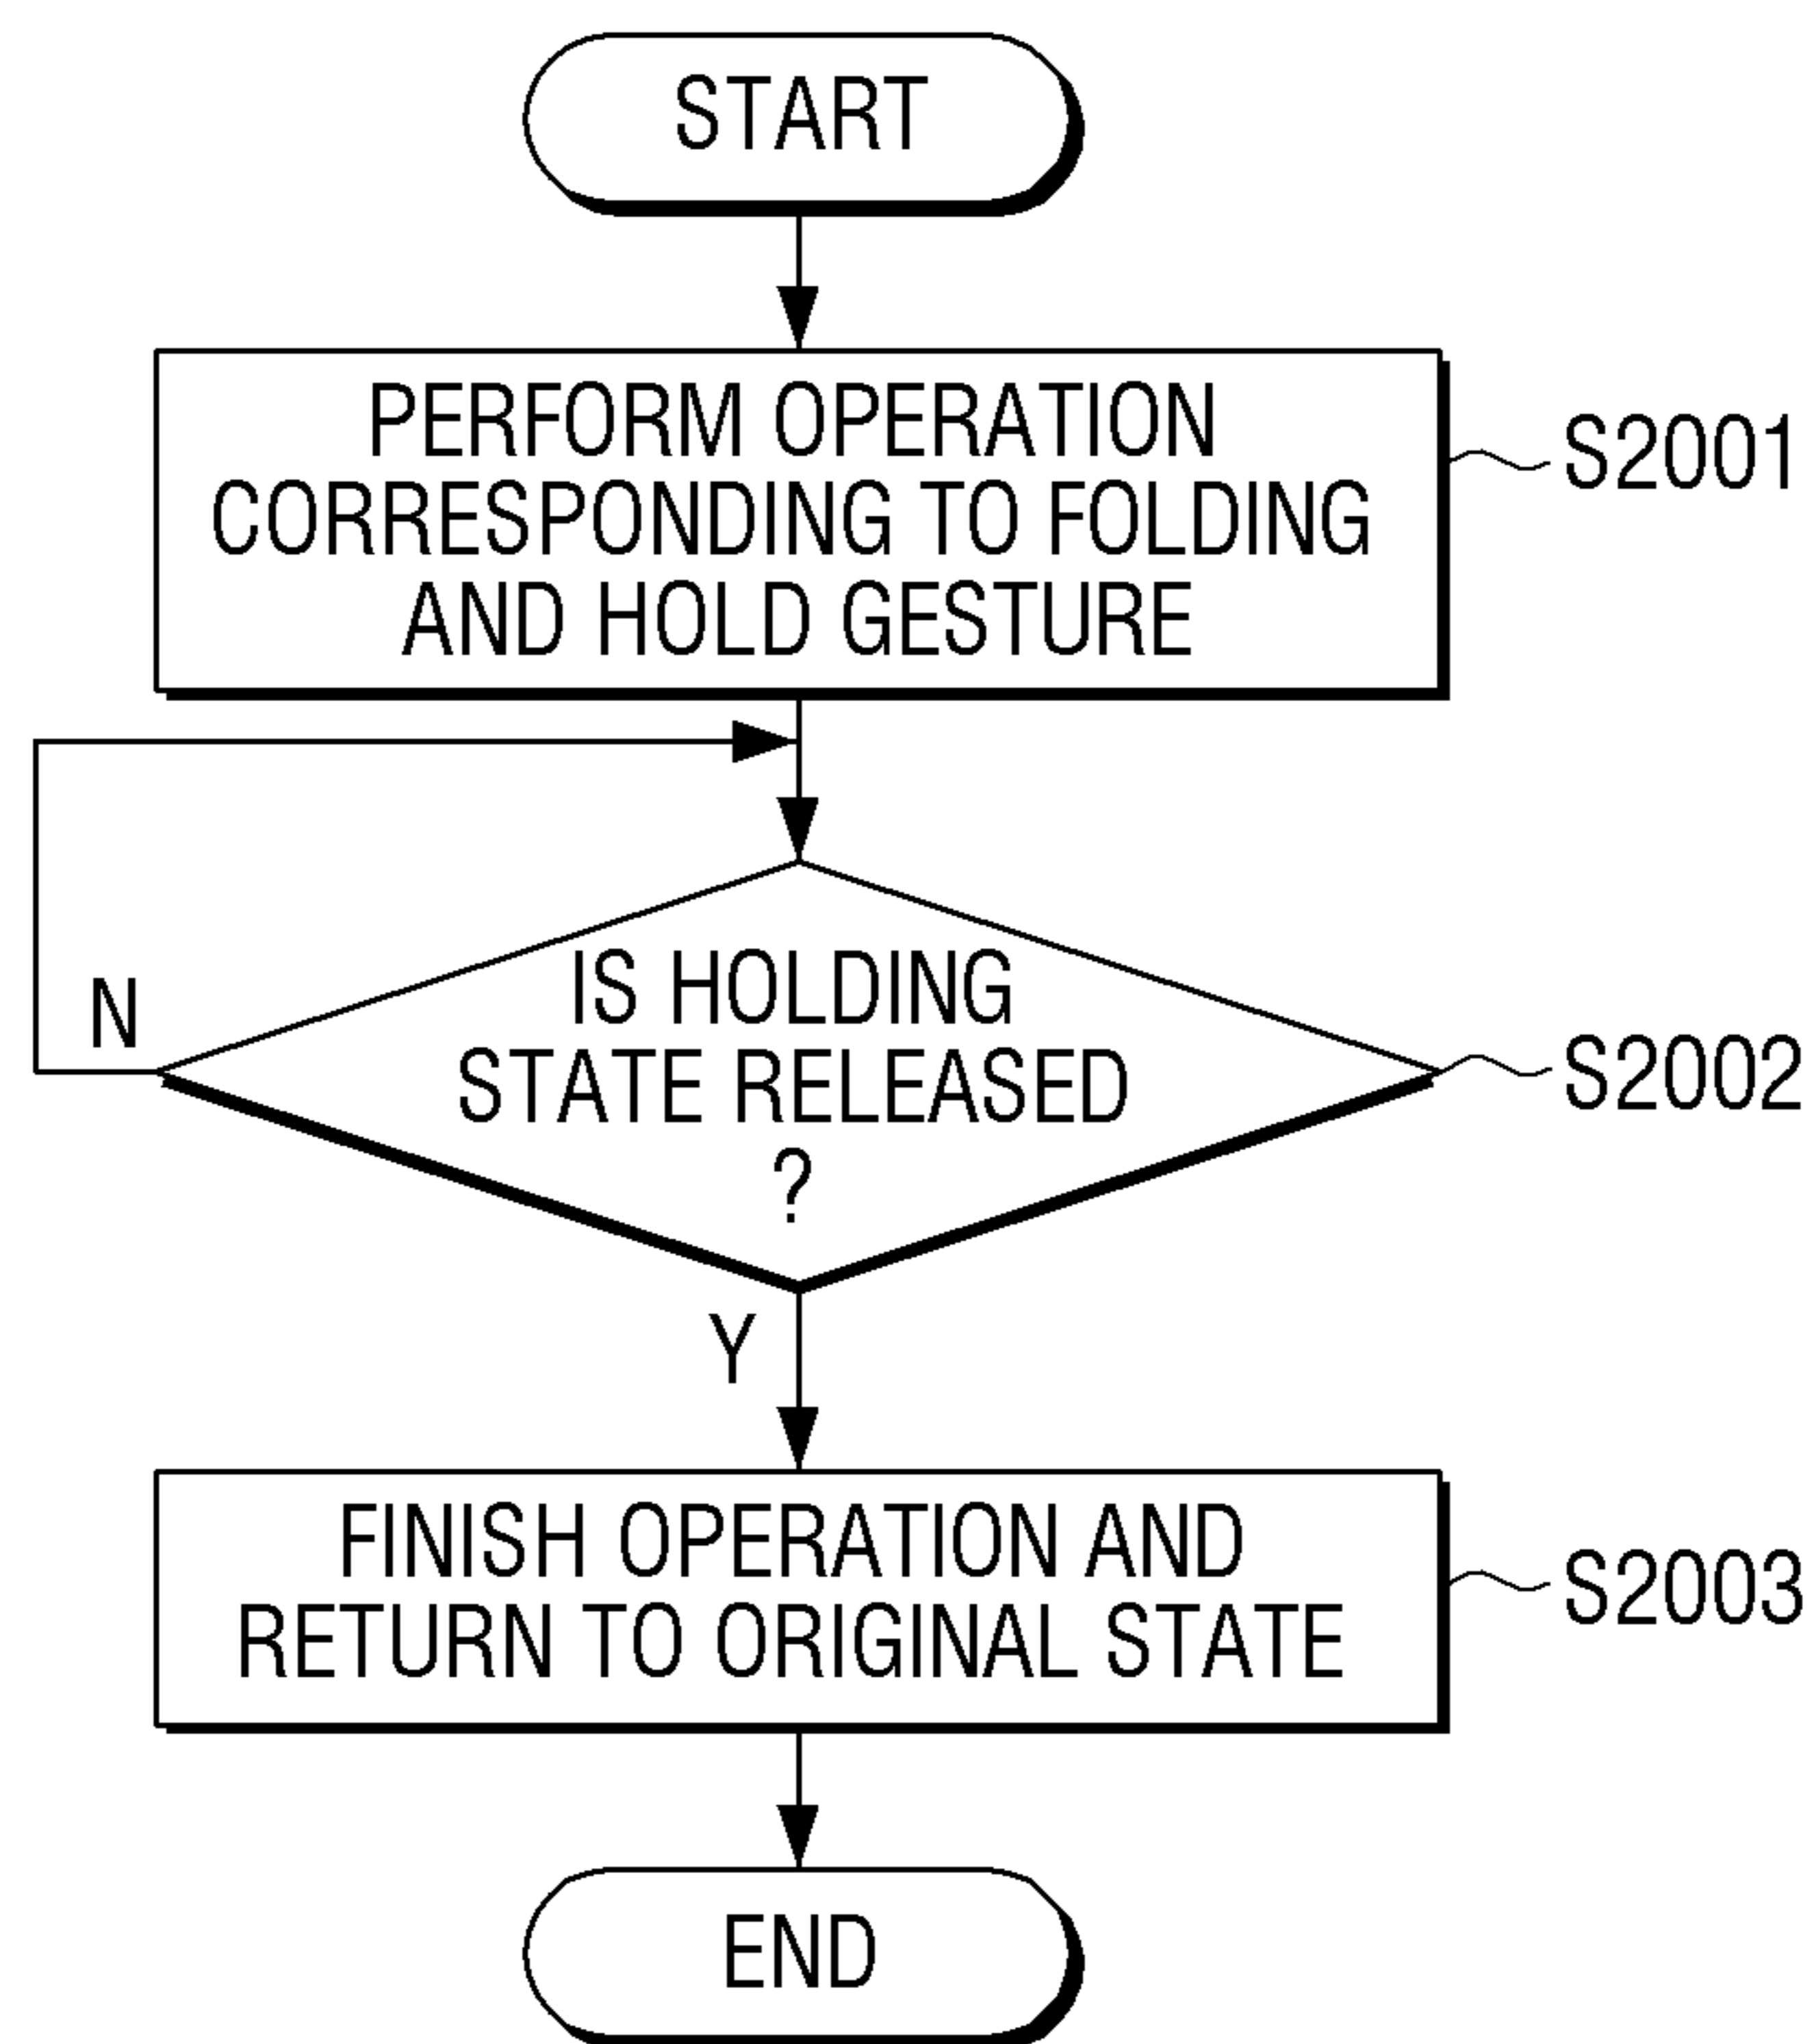 START
PERFORM OPERATION
CORRESPONDING TO FOLDING
AND HOLD GESTURE
S2001
N
IS HOLDING
STATE RELEASED
?
S2002
Y
FINISH OPERATION AND
RETURN TO ORIGINAL STATE
S2003
END